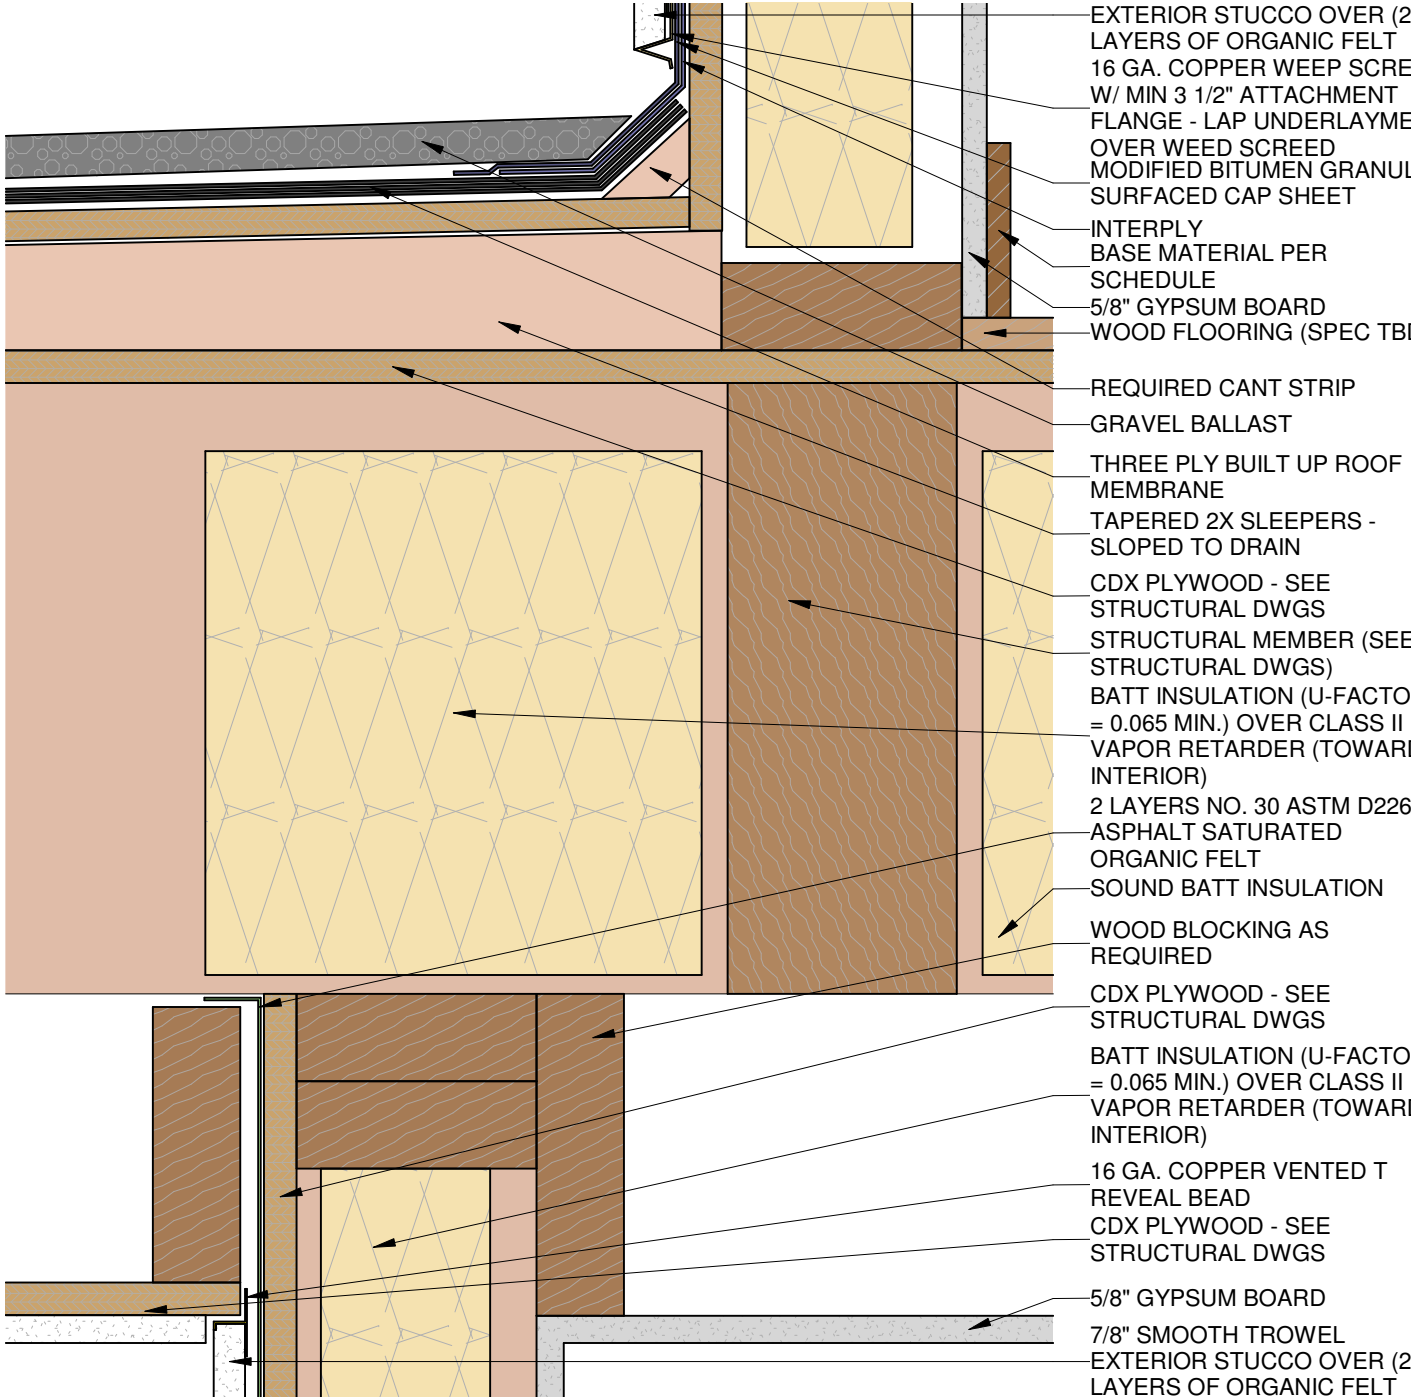 EXTERIOR STUCCO OVER (2
LAYERS OF ORGANIC FELT
16 GA. COPPER WEEP SCRE
W/ MIN 3 1/2" ATTACHMENT
FLANGE - LAP UNDERLAYME
OVER WEED SCREED
MODIFIED BITUMEN GRANUL
SURFACED CAP SHEET
INTERPLY
BASE MATERIAL PER
SCHEDULE
5/8" GYPSUM BOARD
WOOD FLOORING (SPEC TB
REQUIRED CANT STRIP
GRAVEL BALLAST
THREE PLY BUILT UP ROOF
MEMBRANE
TAPERED 2X SLEEPERS -
SLOPED TO DRAIN
CDX PLYWOOD - SEE
STRUCTURAL DWGS
STRUCTURAL MEMBER (SEE
STRUCTURAL DWGS)
BATT INSULATION (U-FACTO
= 0.065 MIN.) OVER CLASS II
VAPOR RETARDER (TOWAR
INTERIOR)
2 LAYERS NO. 30 ASTM D226
ASPHALT SATURATED
ORGANIC FELT
SOUND BATT INSULATION
WOOD BLOCKING AS
REQUIRED
CDX PLYWOOD - SEE
STRUCTURAL DWGS
BATT INSULATION (U-FACTO
= 0.065 MIN.) OVER CLASS II
VAPOR RETARDER (TOWAR
INTERIOR)
16 GA. COPPER VENTED T
REVEAL BEAD
CDX PLYWOOD - SEE
STRUCTURAL DWGS
5/8" GYPSUM BOARD
7/8" SMOOTH TROWEL
EXTERIOR STUCCO OVER (2
LAYERS OF ORGANIC FELT